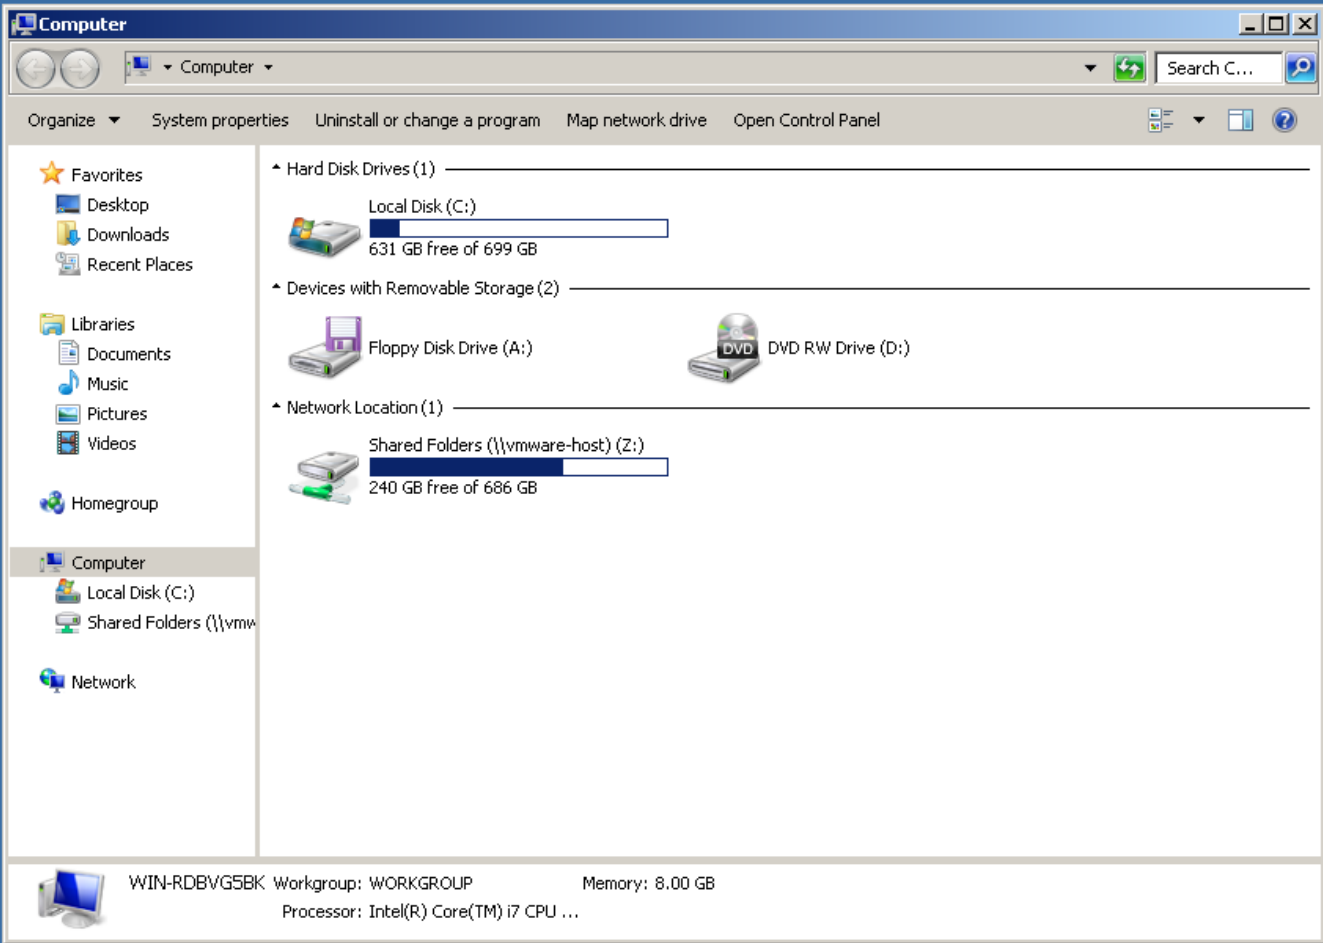 Computer
Computer
Search C...
Organize System properties Uninstall or change a program Map network drive Open Control Panel
Favorites
Desktop
Downloads
Recent Places
Libraries
Documents
Music
Pictures
Videos
Homegroup
Computer
Local Disk (C:)
Shared Folders (\\vmw
Network
Hard Disk Drives (1)
Local Disk (C:)
631 GB free of 699 GB
Devices with Removable Storage (2)
Floppy Disk Drive (A:)
DVD
DVD RW Drive (D:)
Network Location (1)
Shared Folders (\\vmware-host) (Z:)
240 GB free of 686 GB
WIN-RDBVG5BK Workgroup: WORKGROUP Memory: 8.00 GB
Processor: Intel(R) Core(TM) i7 CPU ...